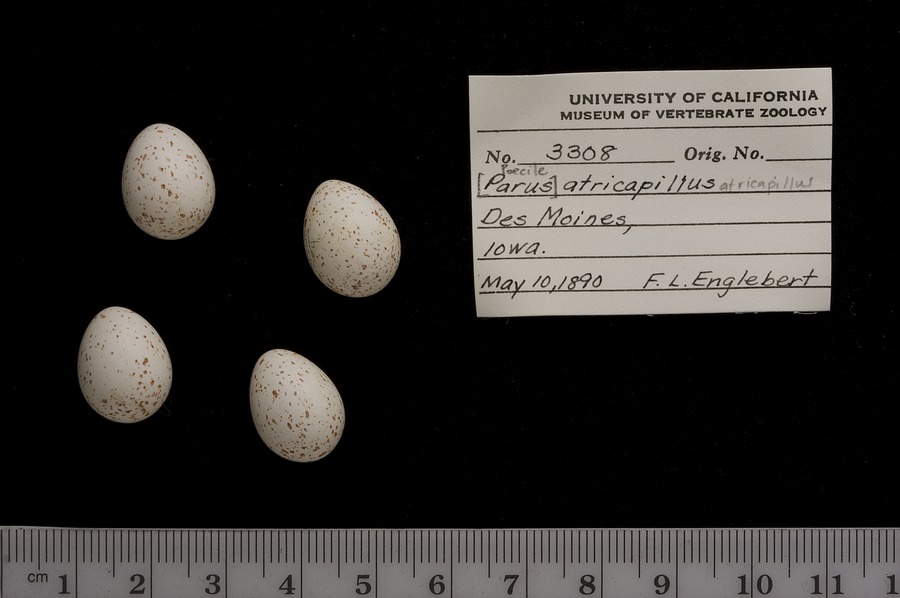 UNIVERSITY OF CALIFORNIA
MUSEUM OF VERTEBRATE ZOOLOGY
No. 3308 Orig. No.
Poecile
[Parus] atricapillus atricapillus
Des Moines,
Iowa.
May 10, 1890 F. L. Englebert
cm 1 2 3 4 5 6 7 8 9 10 11 1